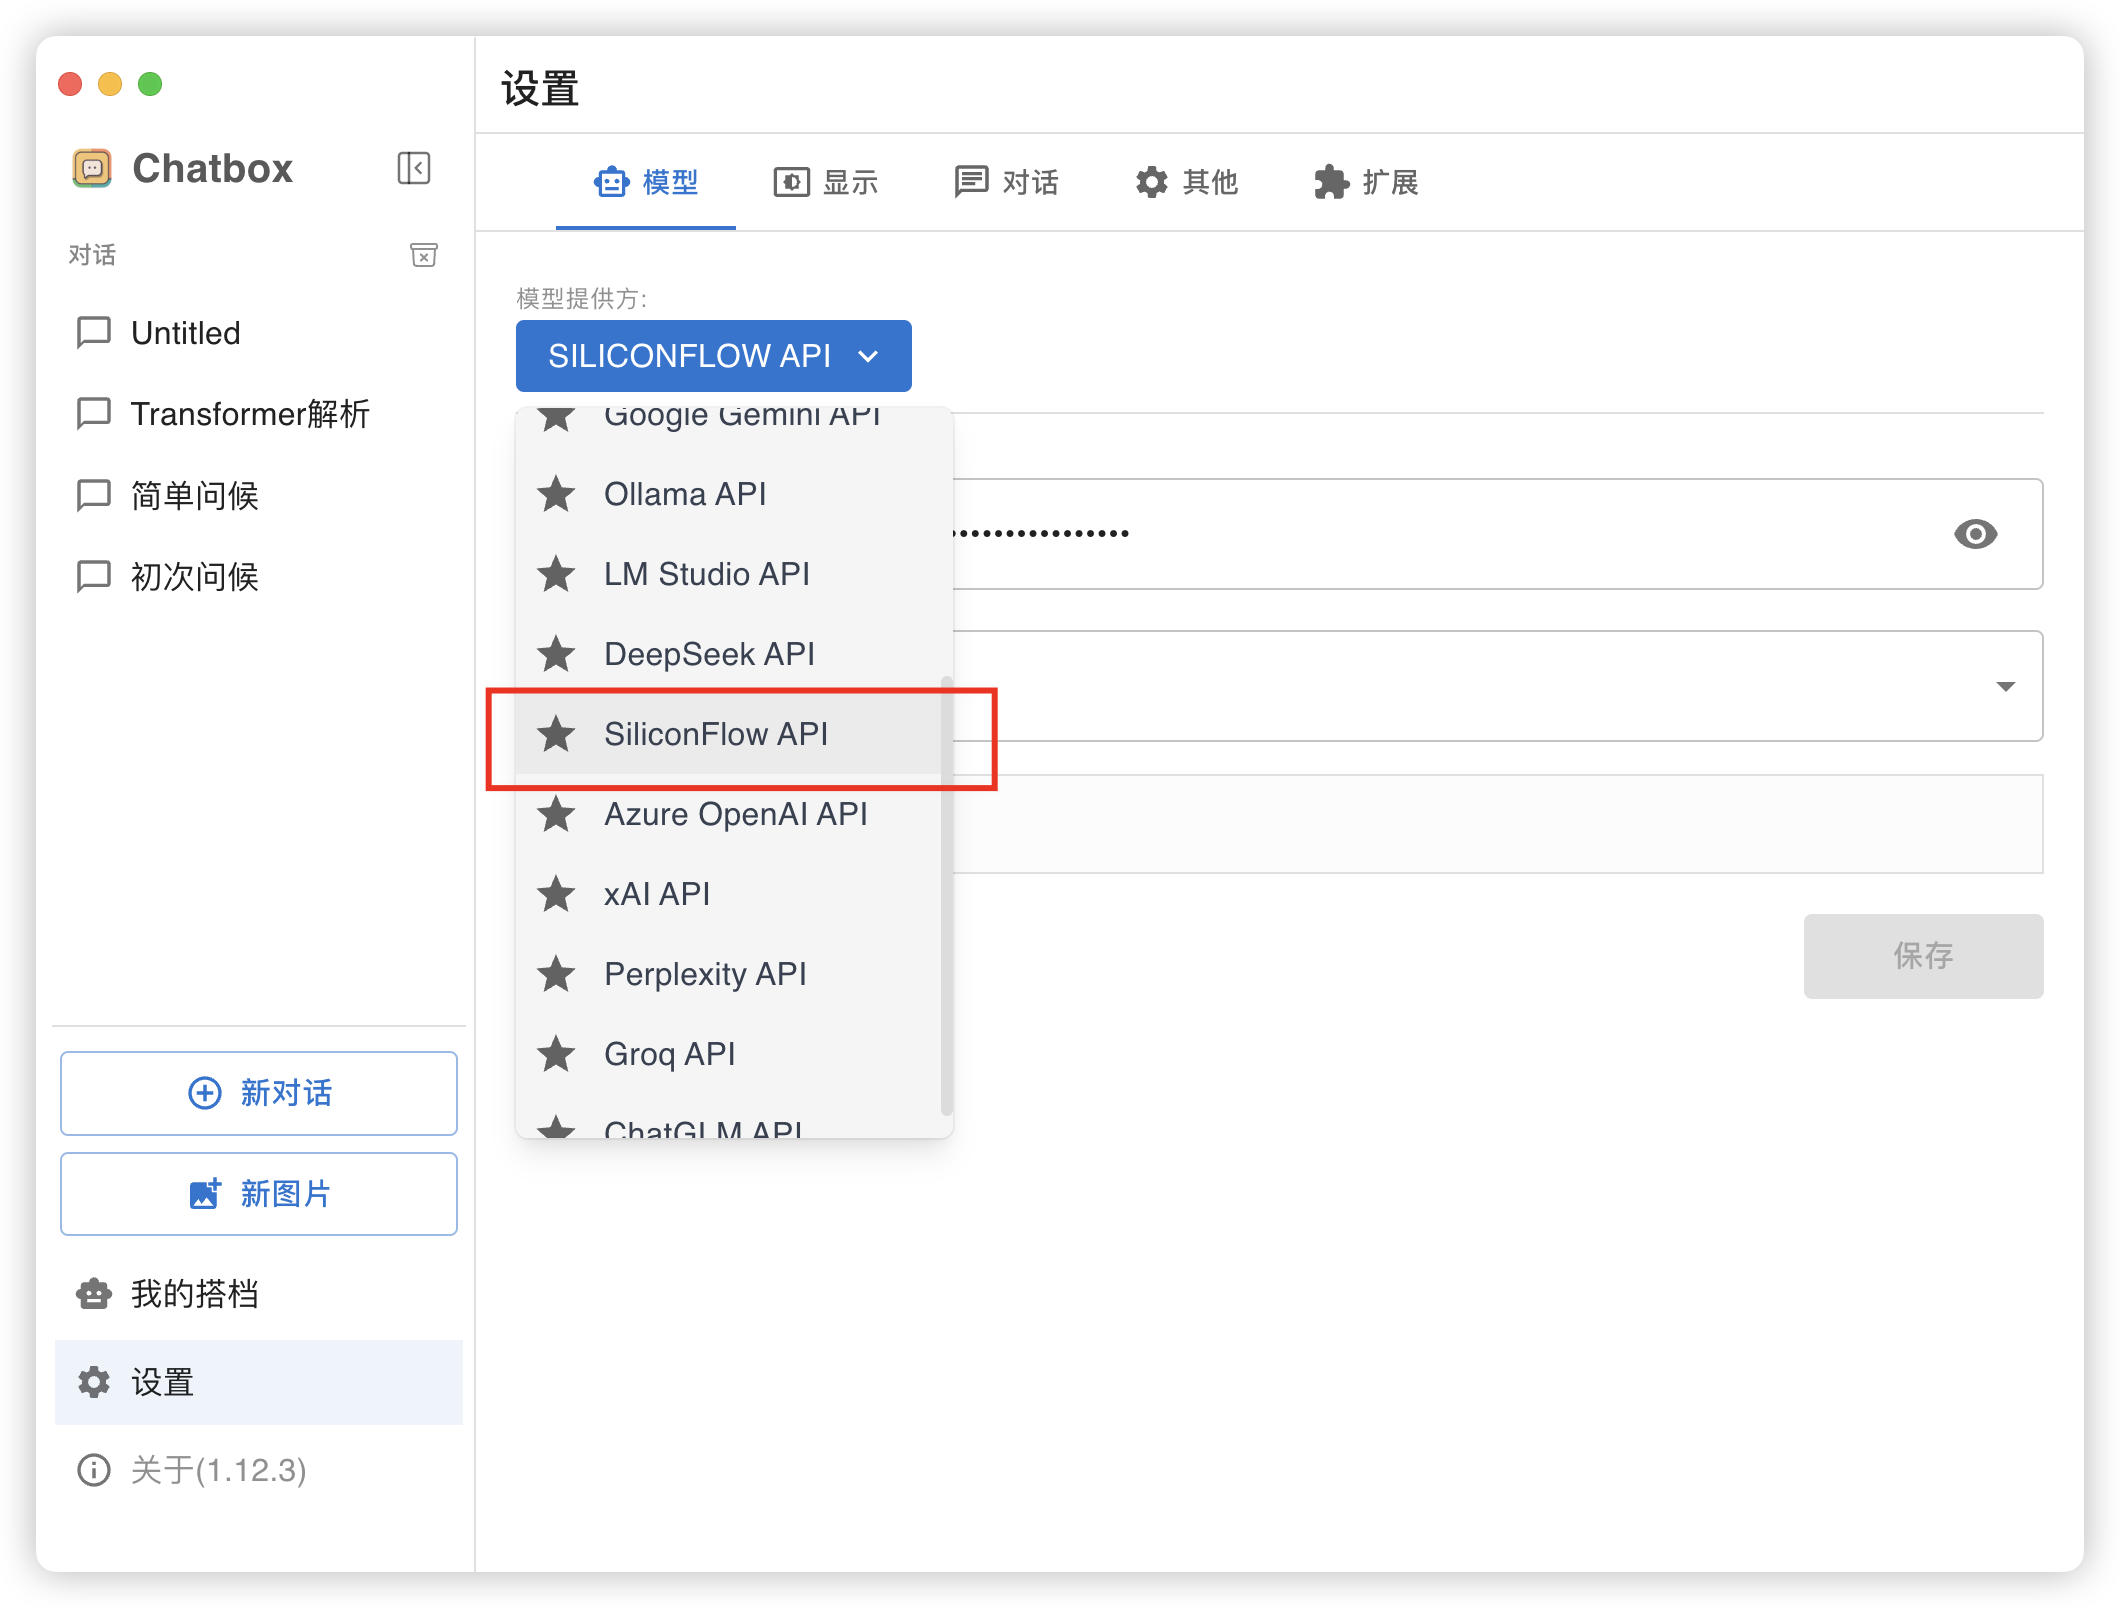 Chatbox
对话
Untitled
Transformer解析
简单问候
初次问候
新对话
新图片
我的搭档
设置
关于(1.12.3)
设置
模型
显示
对话
其他
扩展
模型提供方:
SILICONFLOW API
Google Gemini API
Ollama API
LM Studio API
DeepSeek API
SiliconFlow API
Azure OpenAI API
xAI API
Perplexity API
Groq API
ChatGLM API
保存